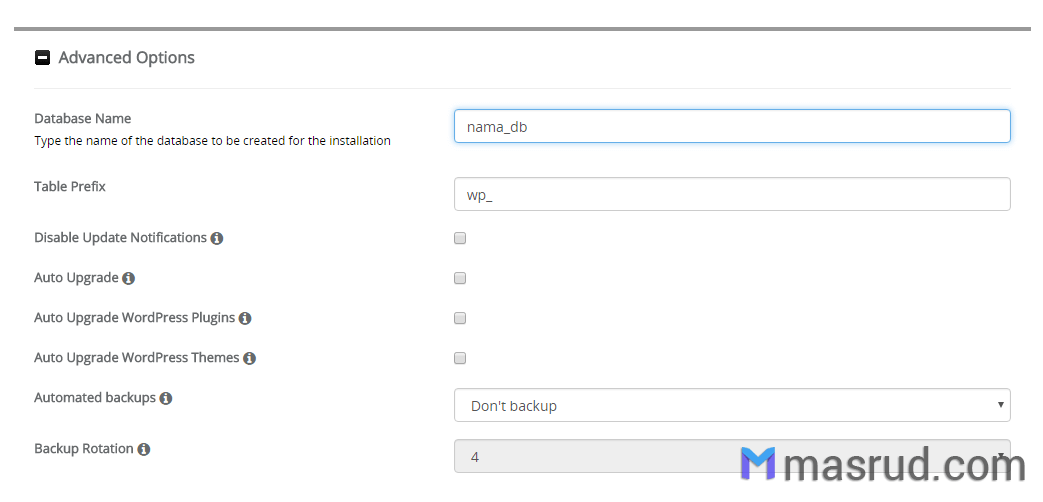 Advanced Options
Database Name
Type the name of the database to be created for the installation
nama_db
Table Prefix
wp_
Disable Update Notifications
Auto Upgrade
Auto Upgrade WordPress Plugins
Auto Upgrade WordPress Themes
Automated backups
Don't backup
Backup Rotation
4
masrud.com